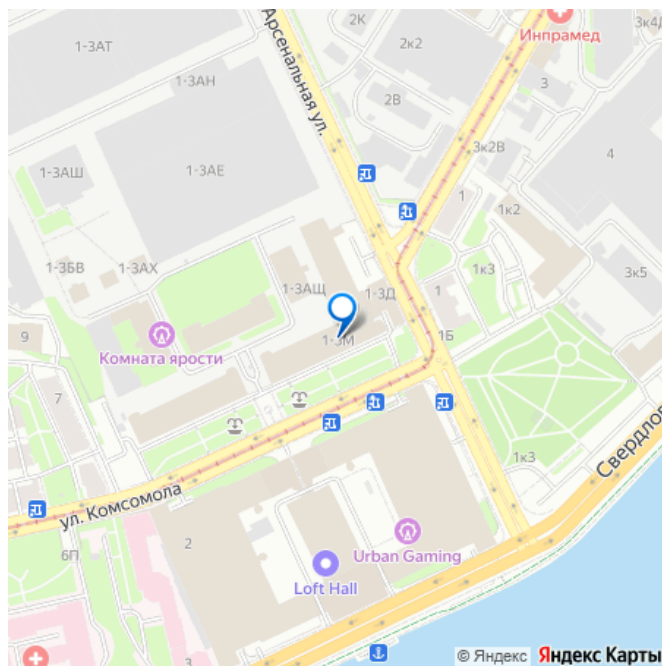 Арсенальная ул.
2К
3к4Д
Инпрамед
1-3АТ
2к2
1-3АН
3
2В
3к2В
4
1-3АШ
1-3АЕ
1
1к2
1-3БВ
1-3АХ
1к3
3к5
1-3АЩ
1-3Д
1
9
1-3М
1Б
Комната ярости
7
Свердлов
1к3
ул. Комсомола
6П
2
Urban Gaming
Loft Hall
3
© Яндекс Яндекс Карты